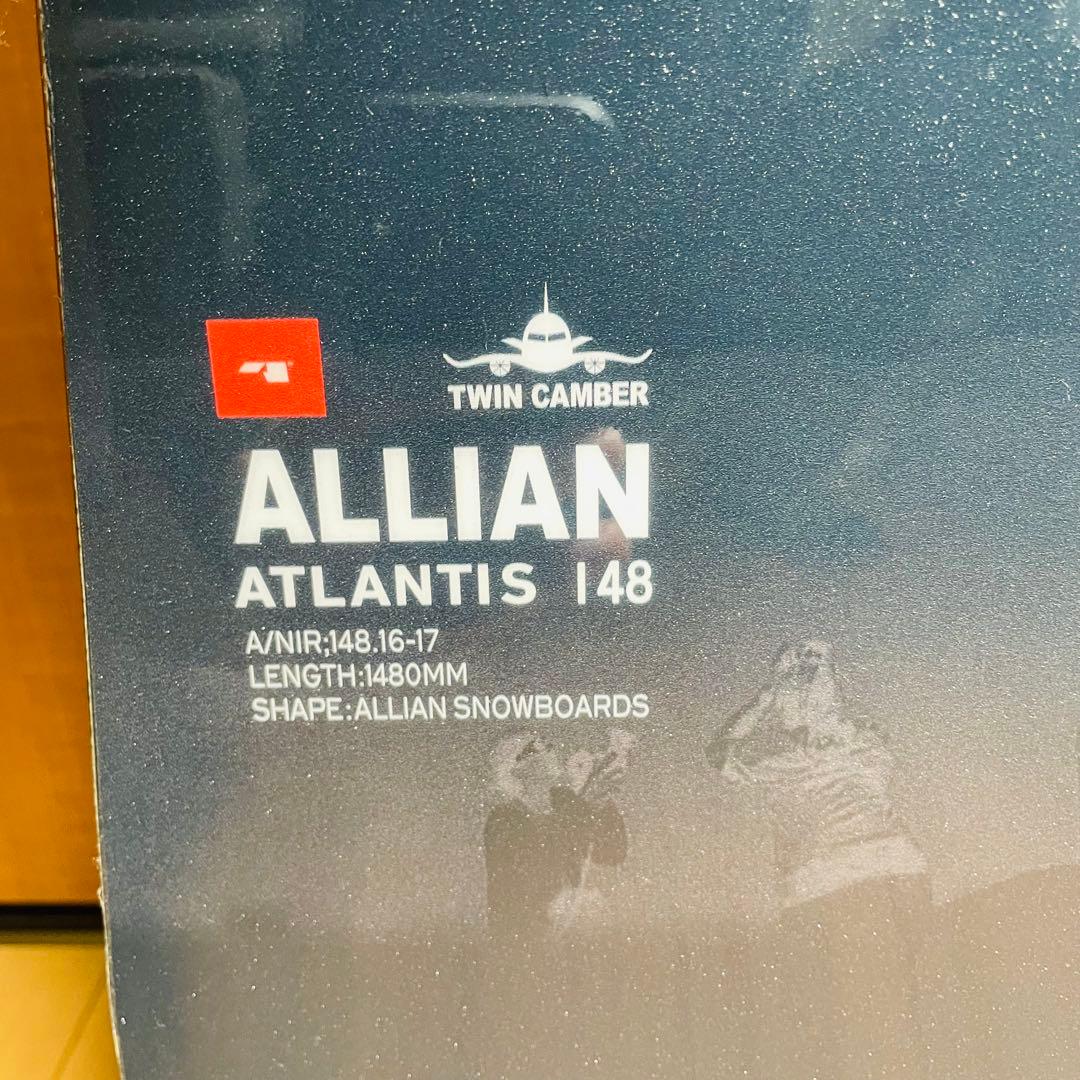 TWIN CAMBER
ALLIAN
ATLANTIS 148
A/NIR;148.16-17
LENGTH:1480MM
SHAPE:ALLIAN SNOWBOARDS